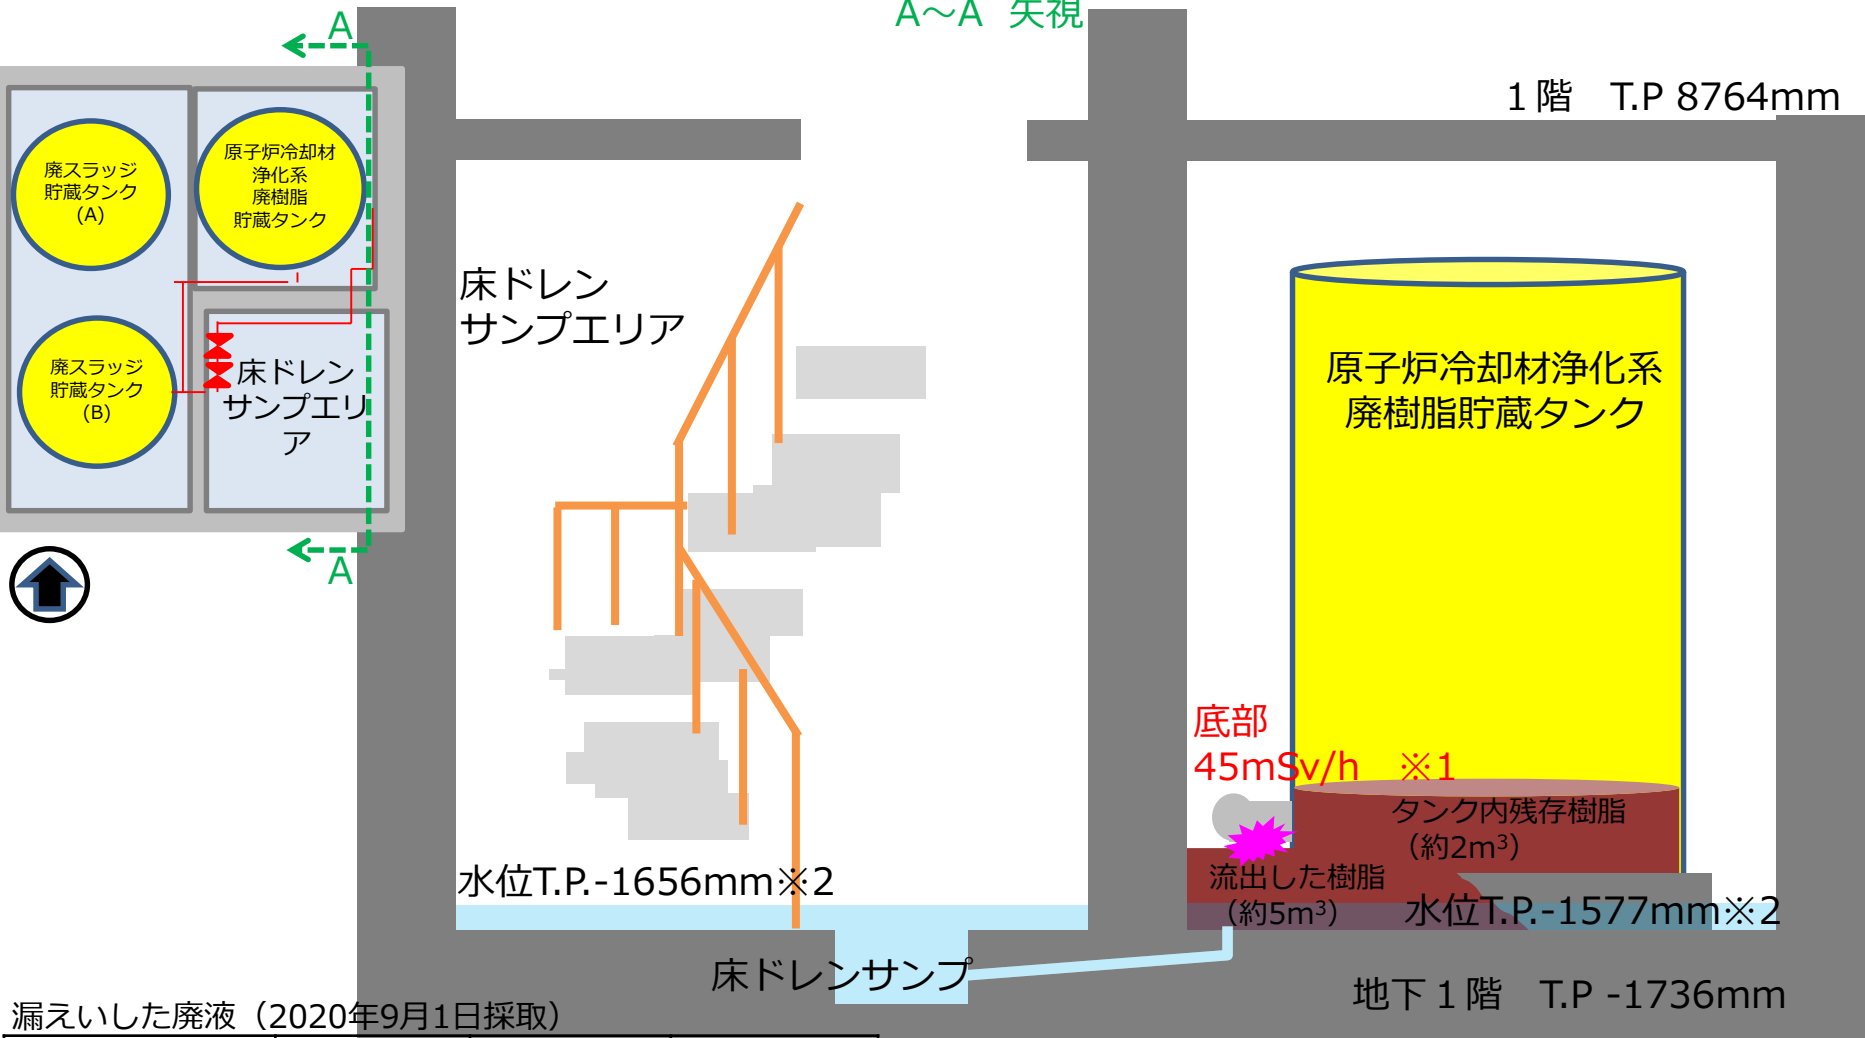 A～A 矢視
A
１階　T.P 8764mm
廃スラッジ
貯蔵タンク
(A)
原子炉冷却材
浄化系
廃樹脂
貯蔵タンク
廃スラッジ
貯蔵タンク
(B)
床ドレン
サンプエリ
ア
A
床ドレン
サンプエリア
原子炉冷却材浄化系
廃樹脂貯蔵タンク
底部
45mSv/h　※1
タンク内残存樹脂
（約2m³）
流出した樹脂
（約5m³）
水位T.P.-1656mm※2
水位T.P.-1577mm※2
床ドレンサンプ
地下１階　T.P -1736mm
漏えいした廃液（2020年9月1日採取）